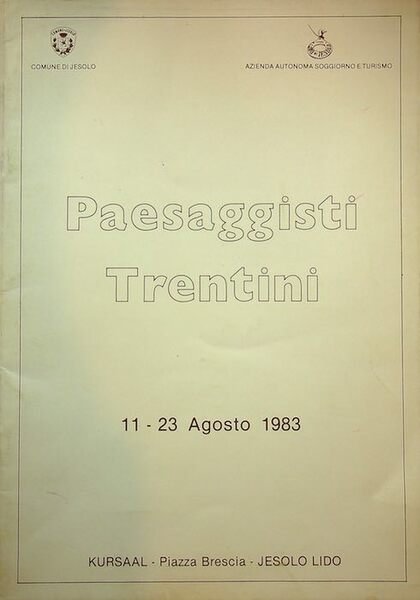 COMUNE DI JESOLO
AZIENDA AUTONOMA SOGGIORNO E TURISMO
Paesaggisti
Trentini
11 - 23 Agosto 1983
KURSAAL - Piazza Brescia - JESOLO LIDO